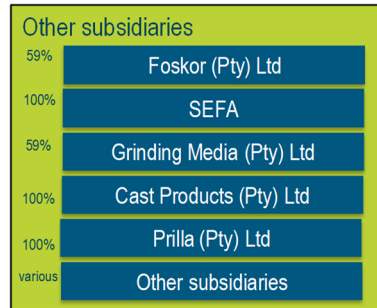 Other subsidiaries
59% Foskor (Pty) Ltd
100% SEFA
59% Grinding Media (Pty) Ltd
100% Cast Products (Pty) Ltd
100% Prilla (Pty) Ltd
various Other subsidiaries